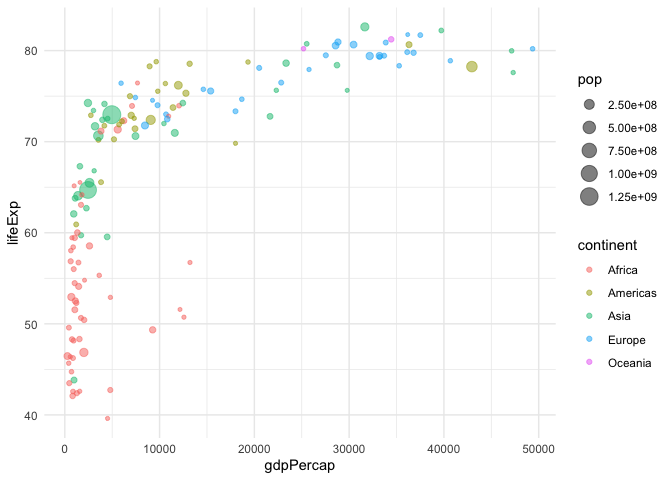 80
70
60
50
40
lifeExp
0
10000
20000
30000
40000
50000
gdpPercap
pop
2.50e+08
5.00e+08
7.50e+08
1.00e+09
1.25e+09
continent
Africa
Americas
Asia
Europe
Oceania